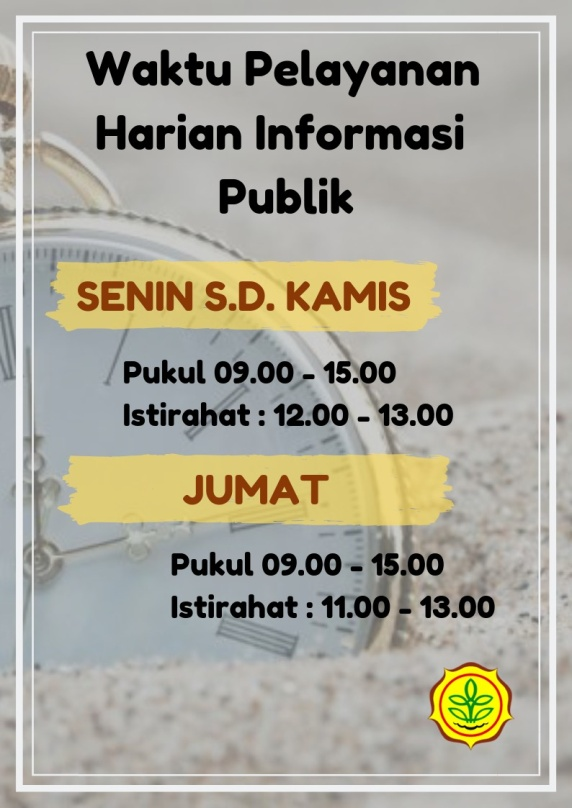 Waktu Pelayanan
Harian Informasi
Publik
SENIN S.D. KAMIS
Pukul 09.00 - 15.00
Istirahat : 12.00 - 13.00
JUMAT
Pukul 09.00 - 15.00
Istirahat : 11.00 - 13.00